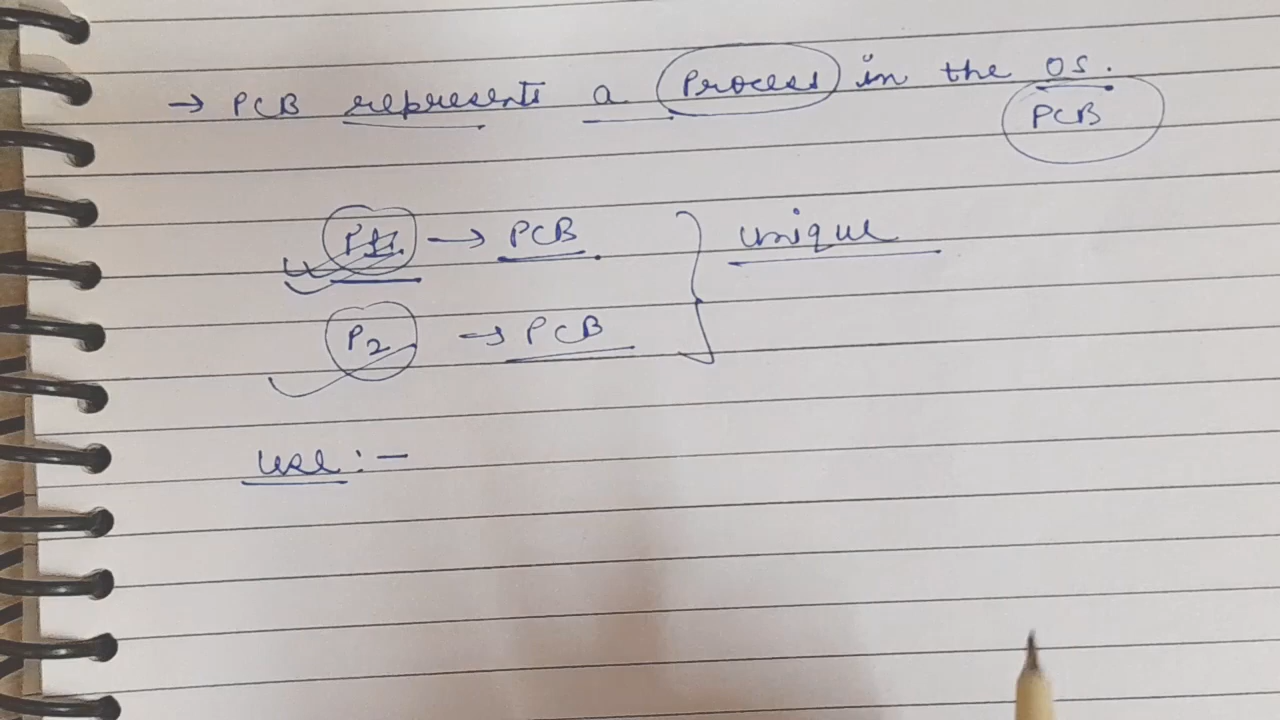 → PCB represents a Process in the OS.
PCB
P1 → PCB
unique
P2 → PCB
use :-